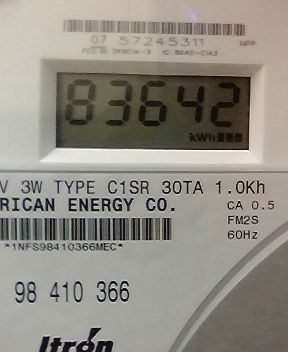 07 57245311 NPP
83642
kWh
V 3W TYPE C1SR 30TA 1.0Kh
RICAN ENERGY CO.
CA 0.5
FM2S
60Hz
*1NFS98410366MEC*
98 410 366
Itron